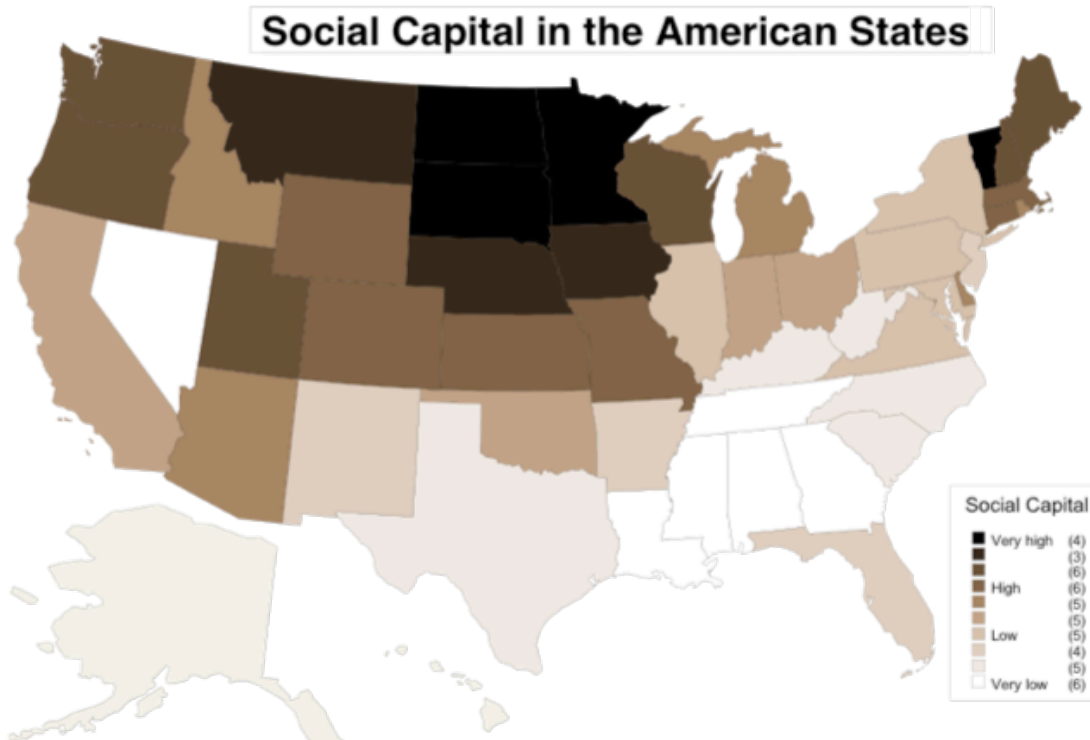 Social Capital in the American States
Social Capital
Very high (4)
(3)
(6)
High (6)
(5)
(5)
Low (5)
(4)
(5)
Very low (6)